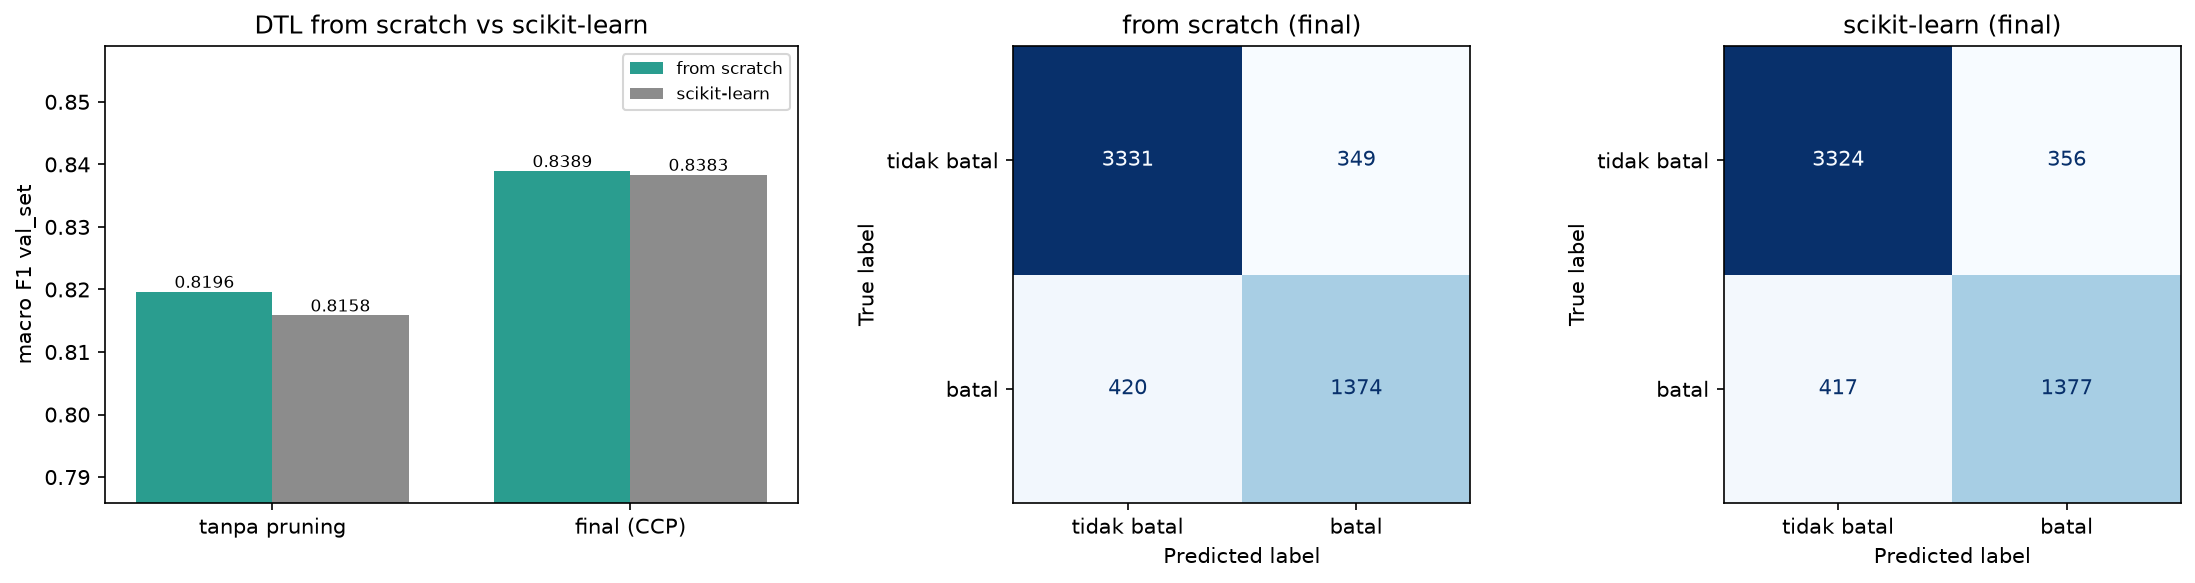 DTL from scratch vs scikit-learn
macro F1 val_set
0.85
0.84
0.83
0.82
0.81
0.80
0.79
from scratch
scikit-learn
0.8196
0.8158
0.8389
0.8383
tanpa pruning
final (CCP)
from scratch (final)
True label
tidak batal
batal
3331
349
420
1374
tidak batal
batal
Predicted label
scikit-learn (final)
True label
tidak batal
batal
3324
356
417
1377
tidak batal
batal
Predicted label